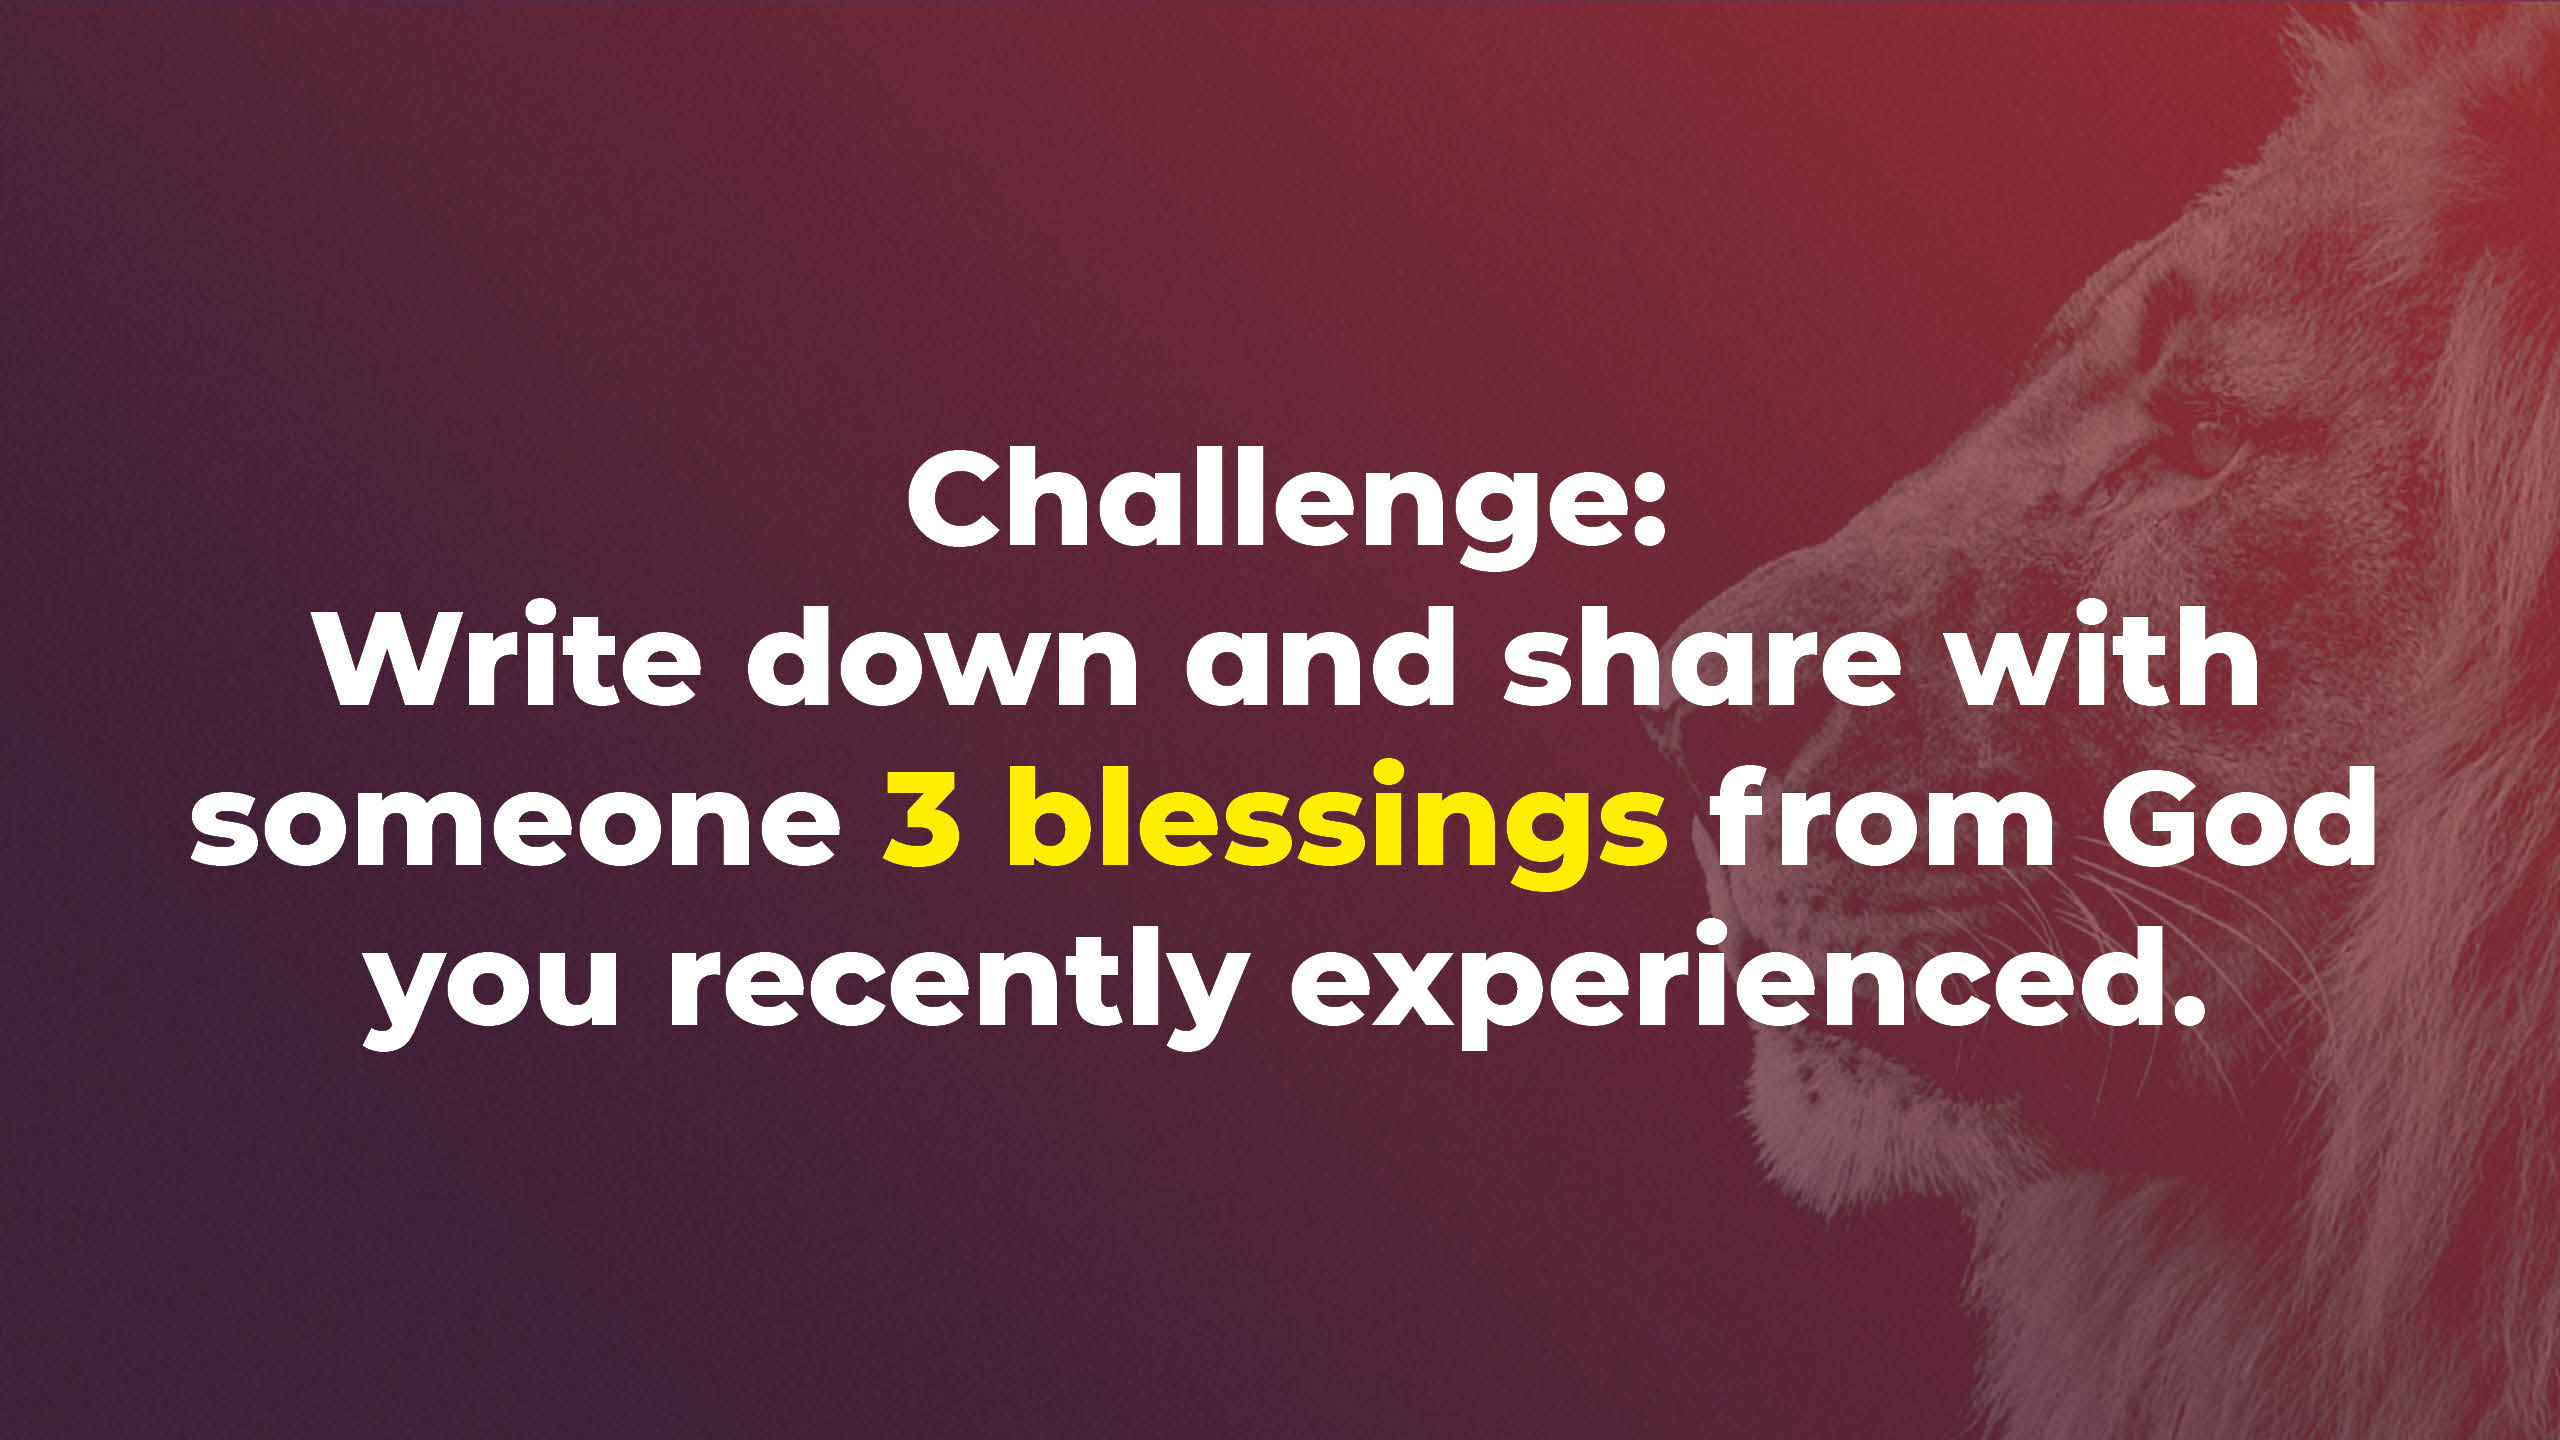 Challenge:
Write down and share with
someone 3 blessings from God
you recently experienced.